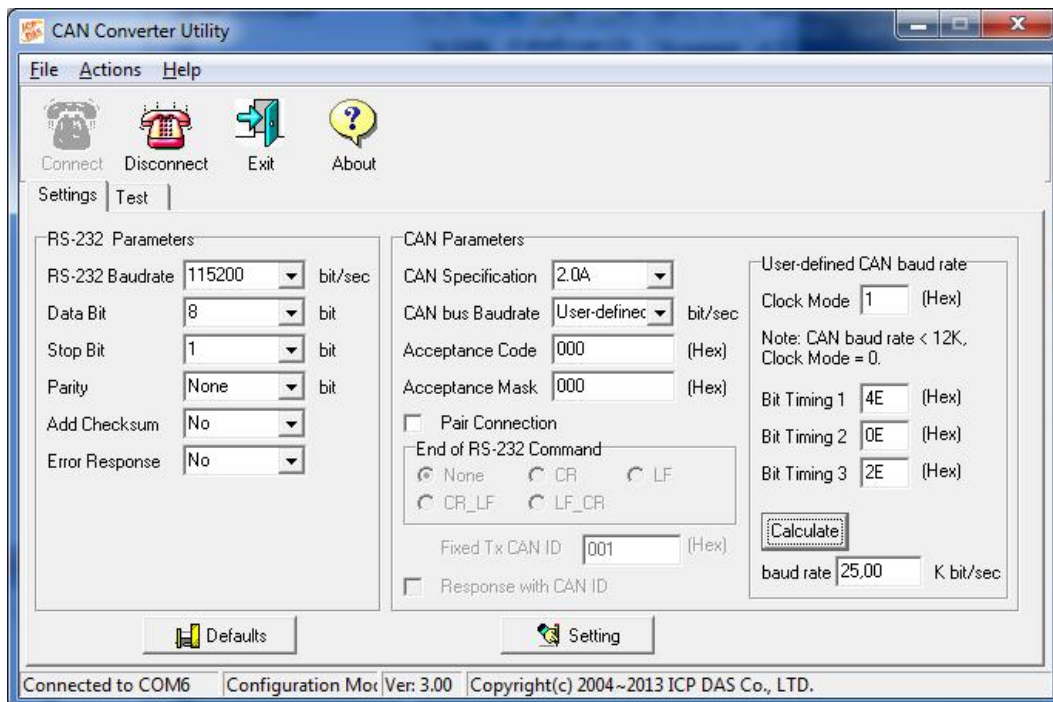 ICP DAS
CAN Converter Utility
File Actions Help
Connect Disconnect Exit About
Settings Test
RS-232 Parameters
RS-232 Baudrate 115200 bit/sec
Data Bit 8 bit
Stop Bit 1 bit
Parity None bit
Add Checksum No
Error Response No
CAN Parameters
CAN Specification 2.0A
CAN bus Baudrate User-defined bit/sec
Acceptance Code 000 (Hex)
Acceptance Mask 000 (Hex)
Pair Connection
End of RS-232 Command
None CR LF
CR_LF LF_CR
Fixed Tx CAN ID 001 (Hex)
Response with CAN ID
User-defined CAN baud rate
Clock Mode 1 (Hex)
Note: CAN baud rate < 12K,
Clock Mode = 0.
Bit Timing 1 4E (Hex)
Bit Timing 2 0E (Hex)
Bit Timing 3 2E (Hex)
Calculate
baud rate 25,00 K bit/sec
Defaults Setting
Connected to COM6 Configuration Moc Ver: 3.00 Copyright(c) 2004~2013 ICP DAS Co., LTD.